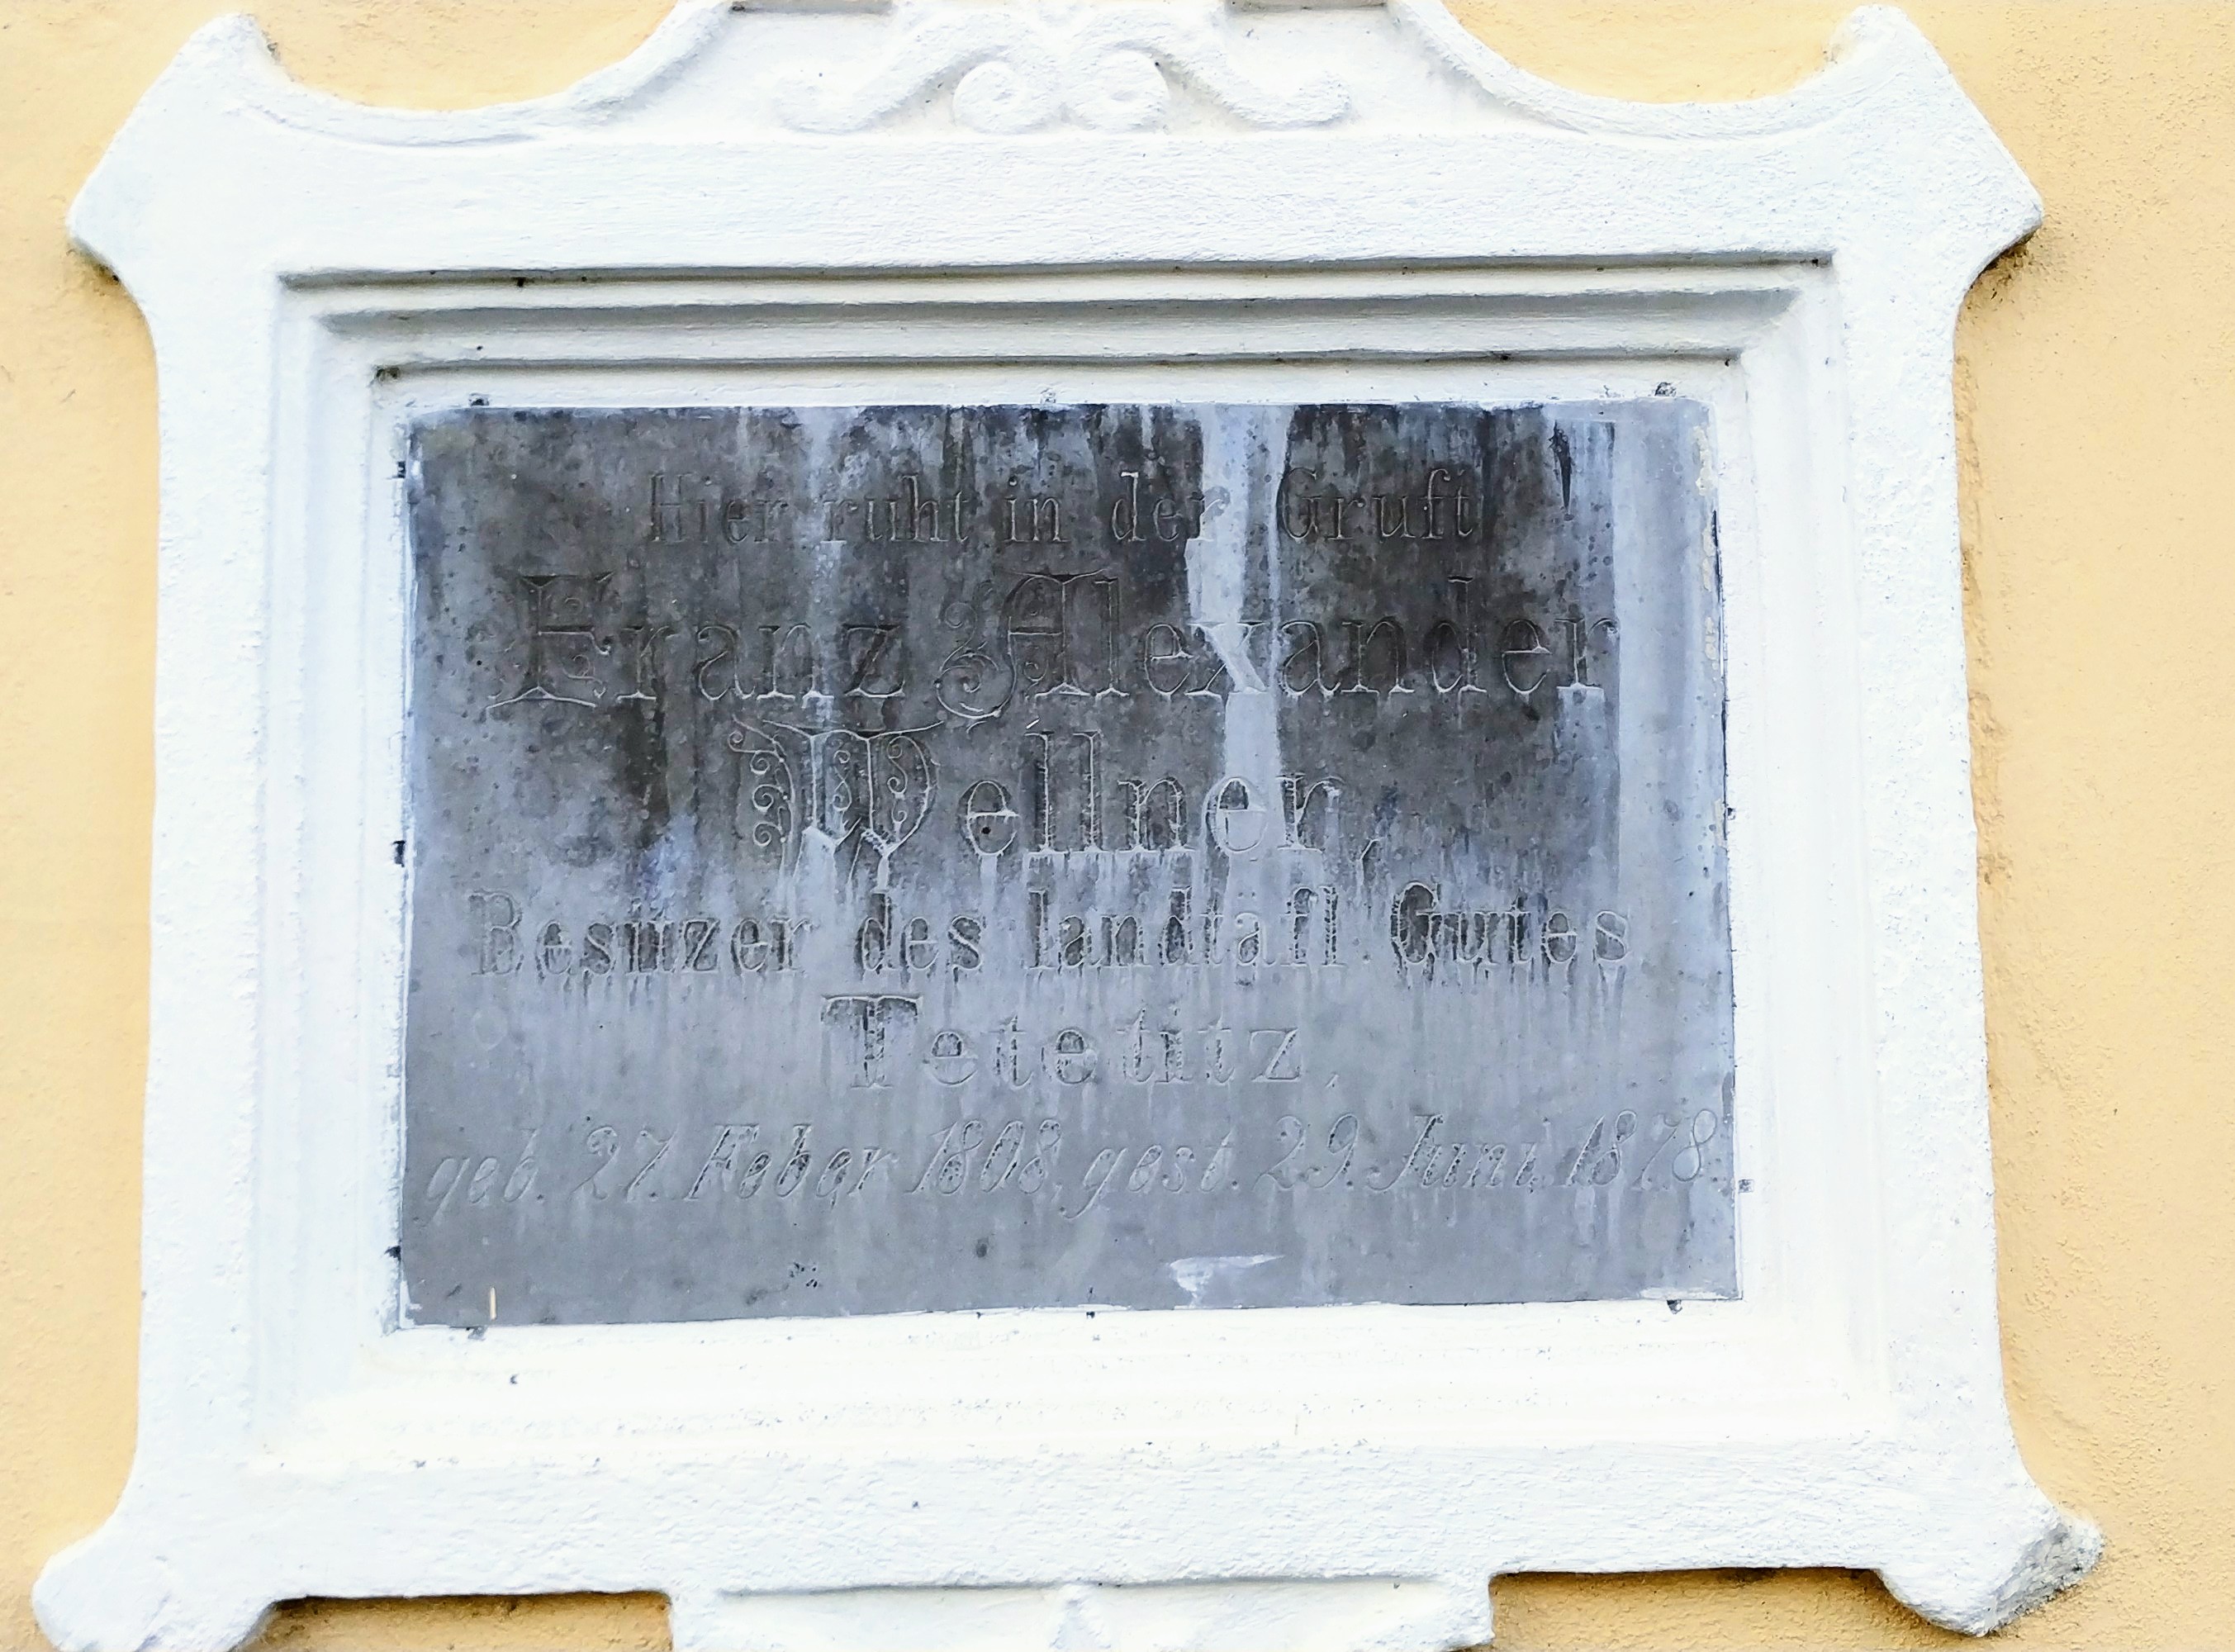 Hier ruht in der Gruft
Franz Alexander
Wellner,
Besitzer des landtäfl. Gutes
Tetetitz,
geb. 27. Feber 1808, gest. 29. Juni 1878.